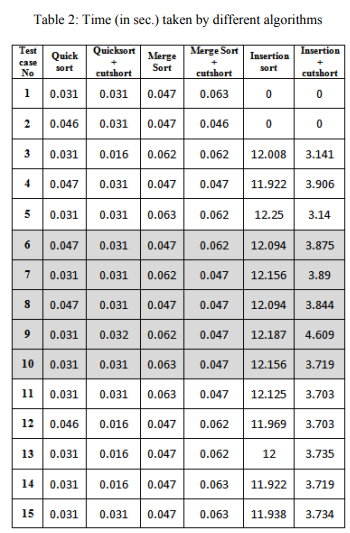 Table 2: Time (in sec.) taken by different algorithms
Test case No | Quick sort | Quicksort + cutshort | Merge Sort | Merge Sort + cutshort | Insertion sort | Insertion + cutshort
1 0.031 0.031 0.047 0.063 0 0
2 0.046 0.031 0.047 0.046 0 0
3 0.031 0.016 0.062 0.062 12.008 3.141
4 0.047 0.031 0.047 0.047 11.922 3.906
5 0.031 0.031 0.063 0.062 12.25 3.14
6 0.047 0.031 0.047 0.062 12.094 3.875
7 0.031 0.031 0.062 0.047 12.156 3.89
8 0.047 0.031 0.047 0.047 12.094 3.844
9 0.031 0.032 0.062 0.047 12.187 4.609
10 0.031 0.031 0.063 0.047 12.156 3.719
11 0.031 0.031 0.063 0.047 12.125 3.703
12 0.046 0.016 0.047 0.062 11.969 3.703
13 0.031 0.016 0.047 0.062 12 3.735
14 0.031 0.016 0.047 0.063 11.922 3.719
15 0.031 0.031 0.047 0.063 11.938 3.734